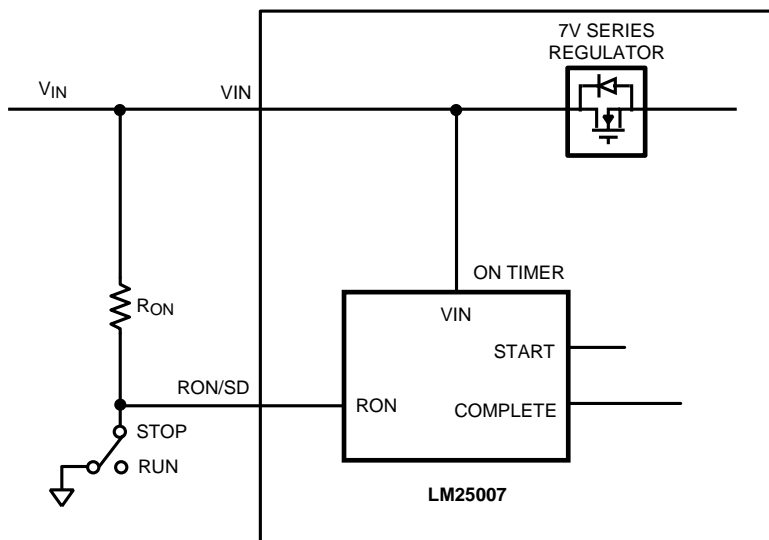 7V SERIES
REGULATOR
VIN
VIN
ON TIMER
RON
VIN
START
RON/SD
RON
COMPLETE
STOP
RUN
LM25007